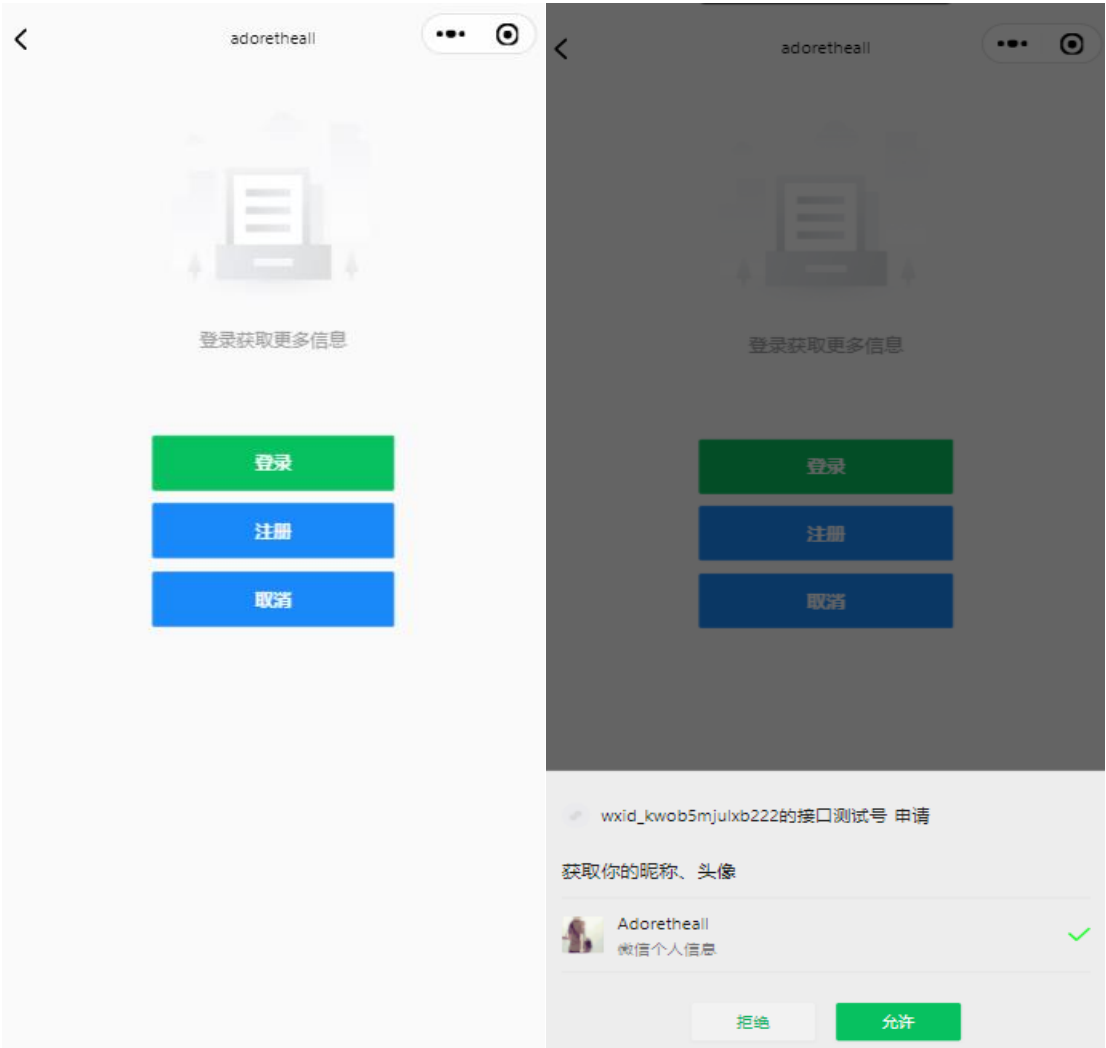 adoretheall
登录获取更多信息
登录
注册
取消
adoretheall
登录获取更多信息
登录
注册
取消
wxid_kwob5mjulxb222的接口测试号 申请
获取你的昵称、头像
Adoretheall
微信个人信息
拒绝
允许